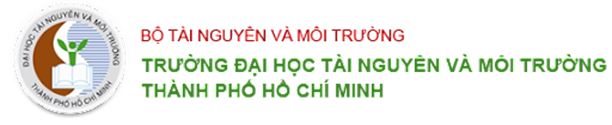 ĐẠI HỌC TÀI NGUYÊN VÀ MÔI TRƯỜNG
THÀNH PHỐ HỒ CHÍ MINH
BỘ TÀI NGUYÊN VÀ MÔI TRƯỜNG
TRƯỜNG ĐẠI HỌC TÀI NGUYÊN VÀ MÔI TRƯỜNG
THÀNH PHỐ HỒ CHÍ MINH